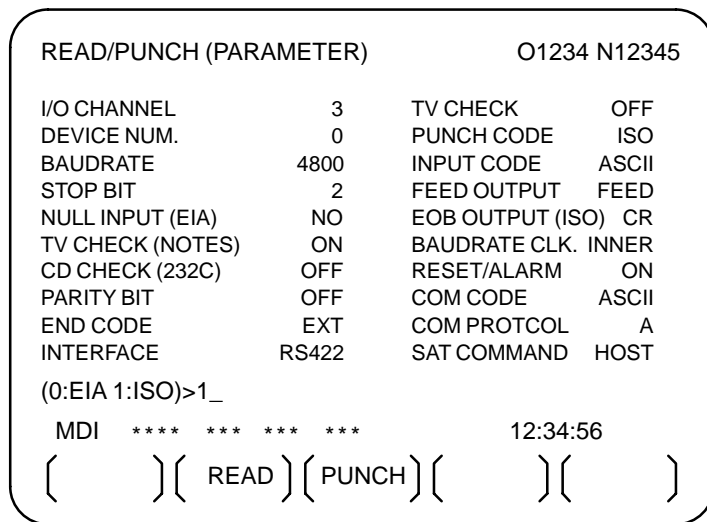 READ/PUNCH (PARAMETER) O1234 N12345
I/O CHANNEL 3 TV CHECK OFF
DEVICE NUM. 0 PUNCH CODE ISO
BAUDRATE 4800 INPUT CODE ASCII
STOP BIT 2 FEED OUTPUT FEED
NULL INPUT (EIA) NO EOB OUTPUT (ISO) CR
TV CHECK (NOTES) ON BAUDRATE CLK. INNER
CD CHECK (232C) OFF RESET/ALARM ON
PARITY BIT OFF COM CODE ASCII
END CODE EXT COM PROTCOL A
INTERFACE RS422 SAT COMMAND HOST
(0:EIA 1:ISO)>1_
MDI **** *** *** *** 12:34:56
[ ] [ READ ] [ PUNCH ] [ ] [ ]